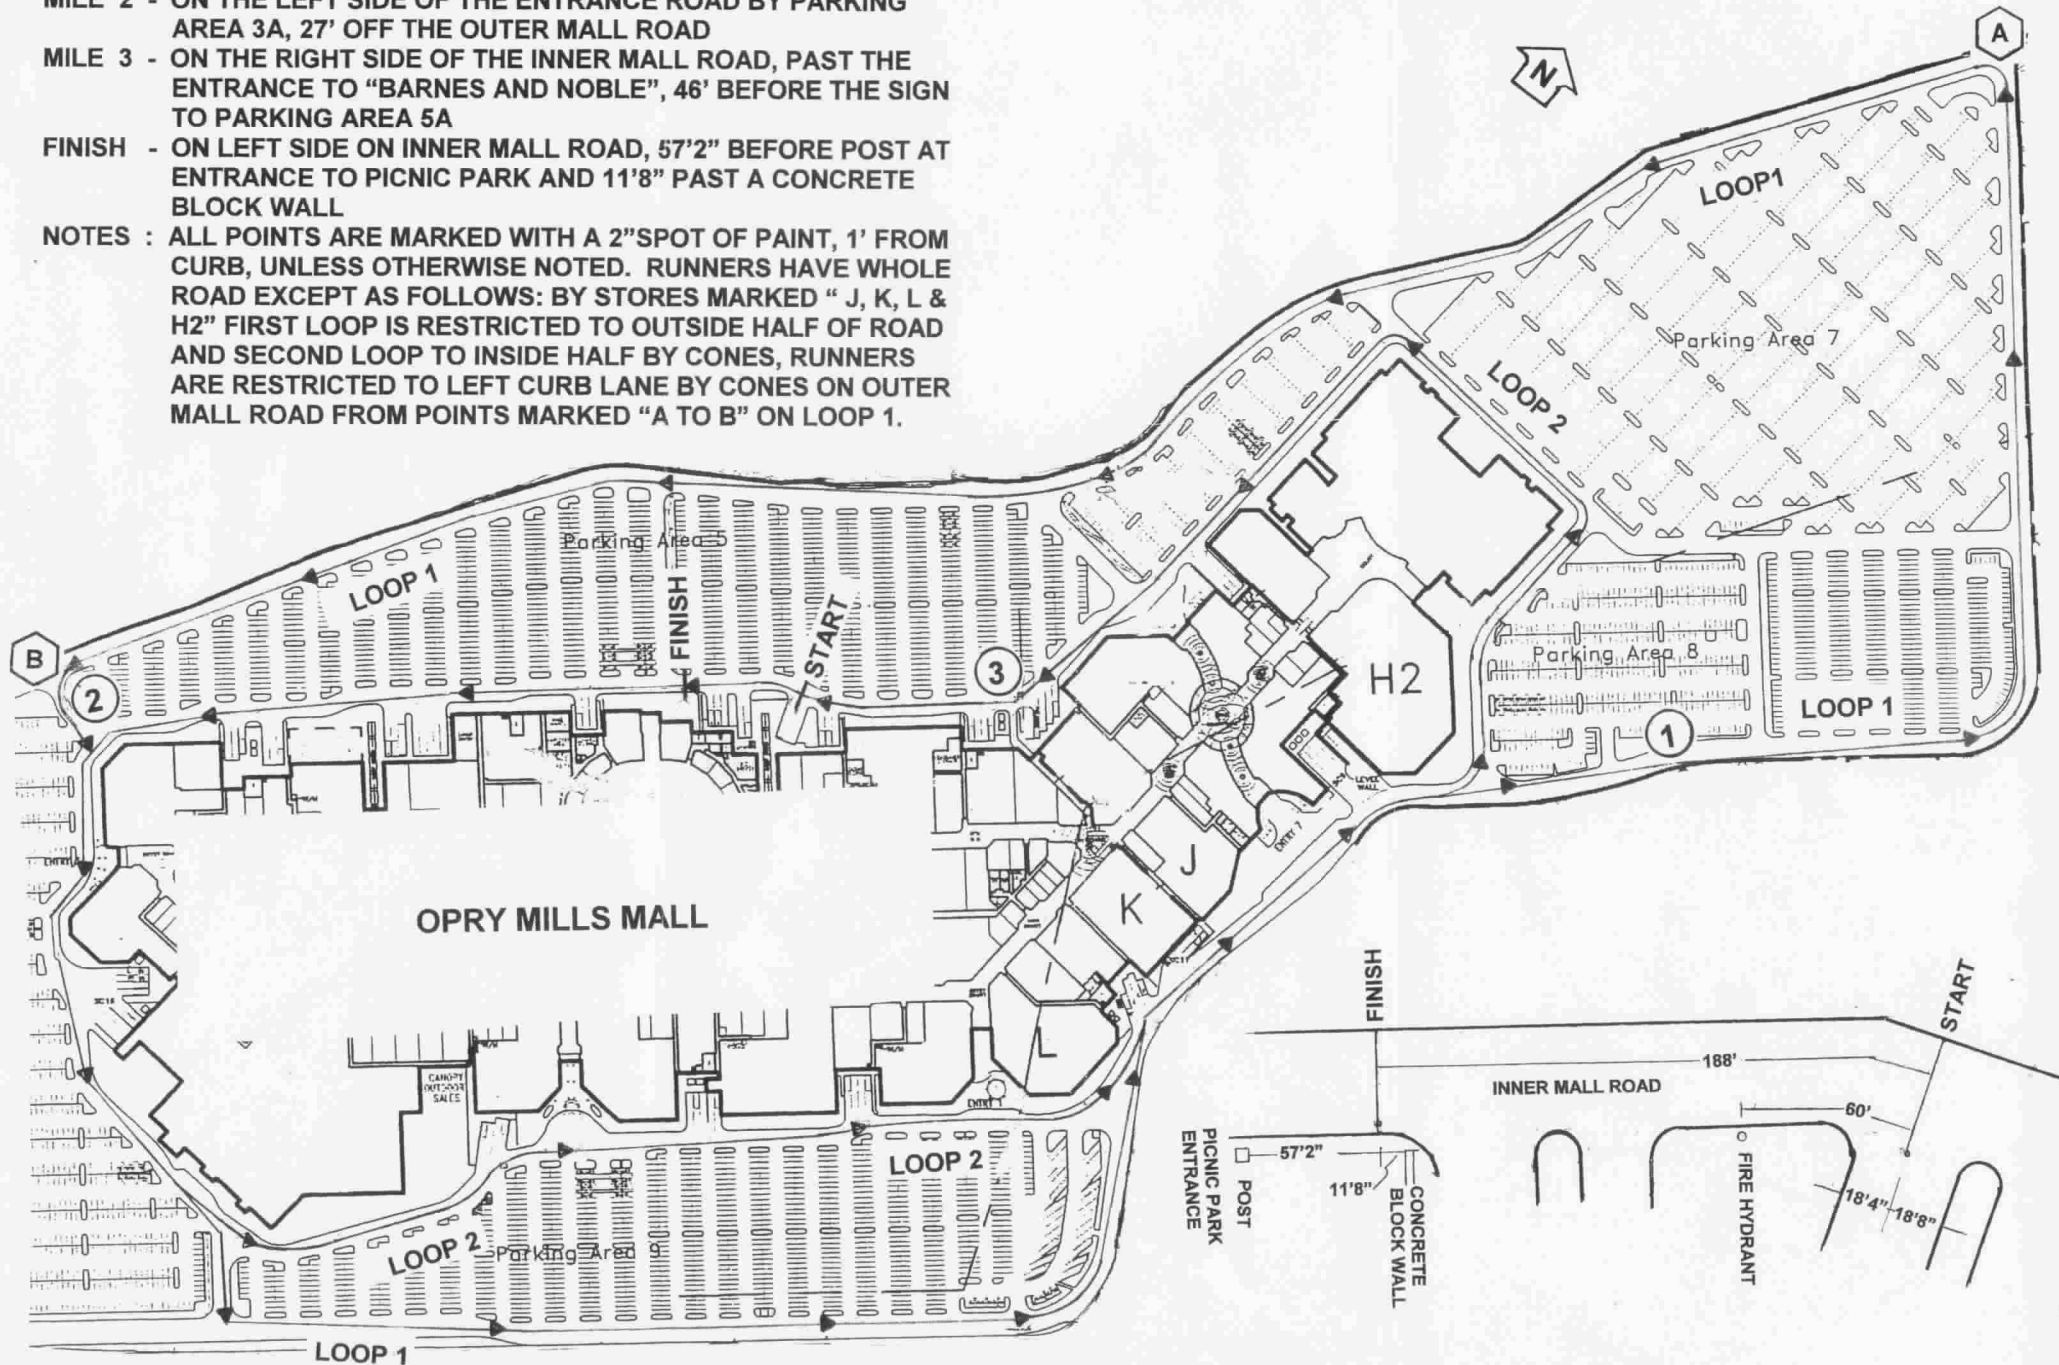 MILE 2 - ON THE LEFT SIDE OF THE ENTRANCE ROAD BY PARKING
AREA 3A, 27' OFF THE OUTER MALL ROAD
MILE 3 - ON THE RIGHT SIDE OF THE INNER MALL ROAD, PAST THE
ENTRANCE TO “BARNES AND NOBLE”, 46' BEFORE THE SIGN
TO PARKING AREA 5A
FINISH - ON LEFT SIDE ON INNER MALL ROAD, 57'2” BEFORE POST AT
ENTRANCE TO PICNIC PARK AND 11'8” PAST A CONCRETE
BLOCK WALL
NOTES : ALL POINTS ARE MARKED WITH A 2”SPOT OF PAINT, 1' FROM
CURB, UNLESS OTHERWISE NOTED. RUNNERS HAVE WHOLE
ROAD EXCEPT AS FOLLOWS: BY STORES MARKED “ J, K, L &
H2” FIRST LOOP IS RESTRICTED TO OUTSIDE HALF OF ROAD
AND SECOND LOOP TO INSIDE HALF BY CONES, RUNNERS
ARE RESTRICTED TO LEFT CURB LANE BY CONES ON OUTER
MALL ROAD FROM POINTS MARKED “A TO B” ON LOOP 1.
A
N
LOOP1
Parking Area 7
LOOP 2
Parking Area 5
LOOP 1
FINISH
START
B
2
3
H2
Parking Area 8
LOOP 1
1
LEVEL
WALL
ENTRY 7
J
K
L
OPRY MILLS MALL
CANOPY
OUTDOOR
SALES
ENTRY 1
LOOP 2
LOOP 2
Parking Area 9
LOOP 1
FINISH
START
188'
INNER MALL ROAD
60'
PICNIC PARK
ENTRANCE
57'2”
POST
11'8”
CONCRETE
BLOCK WALL
FIRE HYDRANT
18'4”
18'8”